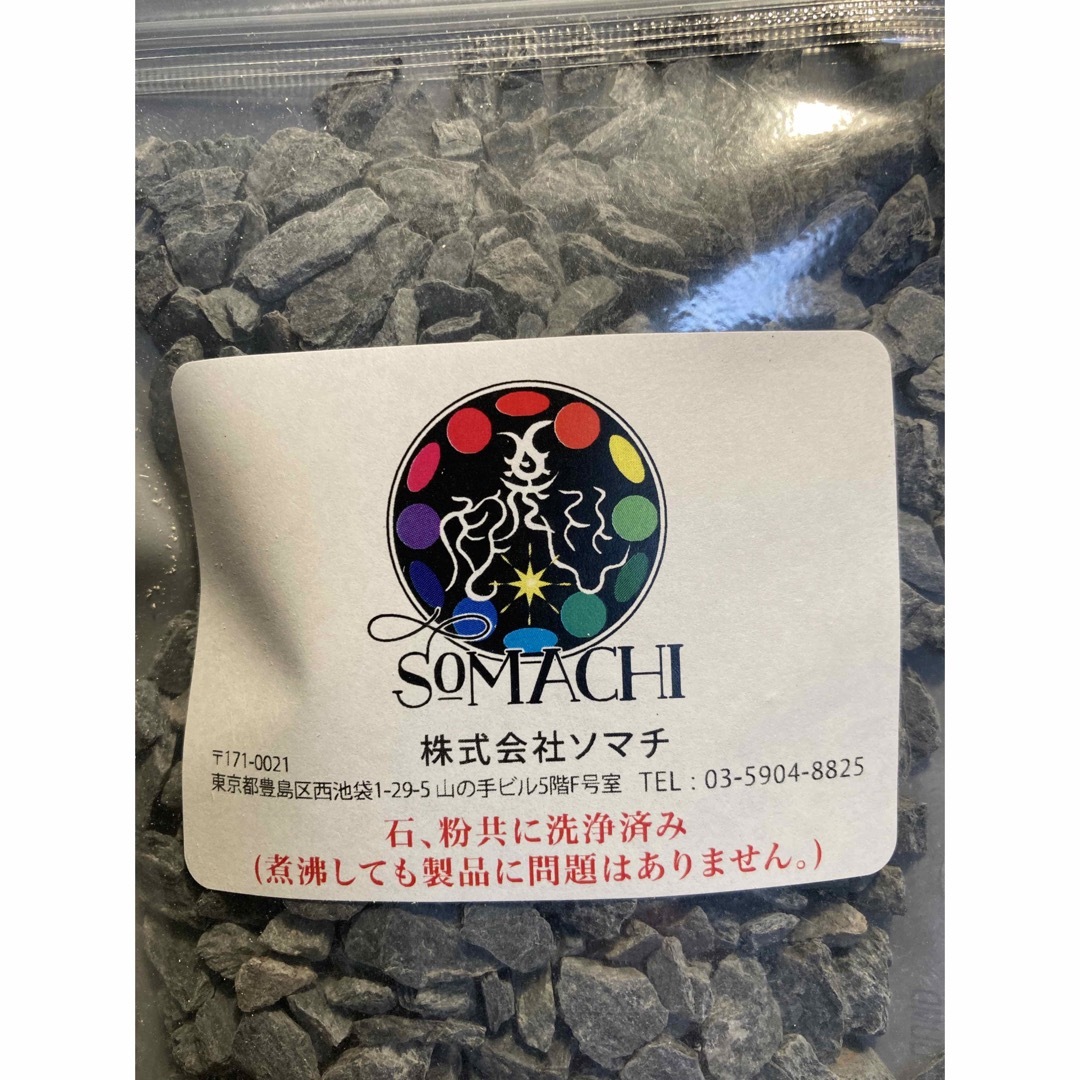 SOMACHI
株式会社ソマチ
〒171-0021
東京都豊島区西池袋1-29-5 山の手ビル5階F号室 TEL : 03-5904-8825
石、粉共に洗浄済み
(煮沸しても製品に問題はありません。)